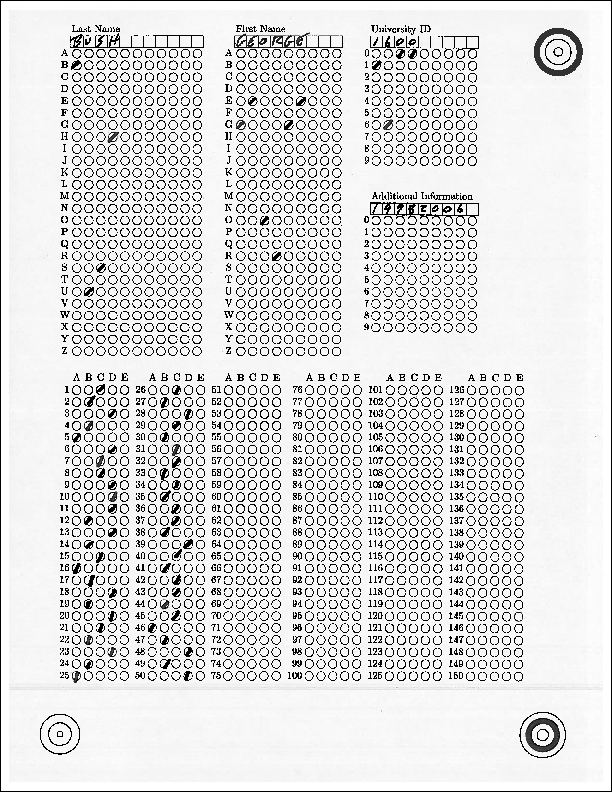 Last Name First Name University ID
BUSH GEORGE 1600
A A 0
B B 1
C C 2
D D 3
E E 4
F F 5
G G 6
H H 7
I I 8
J J 9
K K
L L
M M Additional Information
N N 19782006
O O 0
P P 1
Q Q 2
R R 3
S S 4
T T 5
U U 6
V V 7
W W 8
X X 9
Y Y
Z Z
A B C D E A B C D E A B C D E A B C D E A B C D E A B C D E
1 26 51 76 101 126
2 27 52 77 102 127
3 28 53 78 103 128
4 29 54 79 104 129
5 30 55 80 105 130
6 31 56 81 106 131
7 32 57 82 107 132
8 33 58 83 108 133
9 34 59 84 109 134
10 35 60 85 110 135
11 36 61 86 111 136
12 37 62 87 112 137
13 38 63 88 113 138
14 39 64 89 114 139
15 40 65 90 115 140
16 41 66 91 116 141
17 42 67 92 117 142
18 43 68 93 118 143
19 44 69 94 119 144
20 45 70 95 120 145
21 46 71 96 121 146
22 47 72 97 122 147
23 48 73 98 123 148
24 49 74 99 124 149
25 50 75 100 125 150